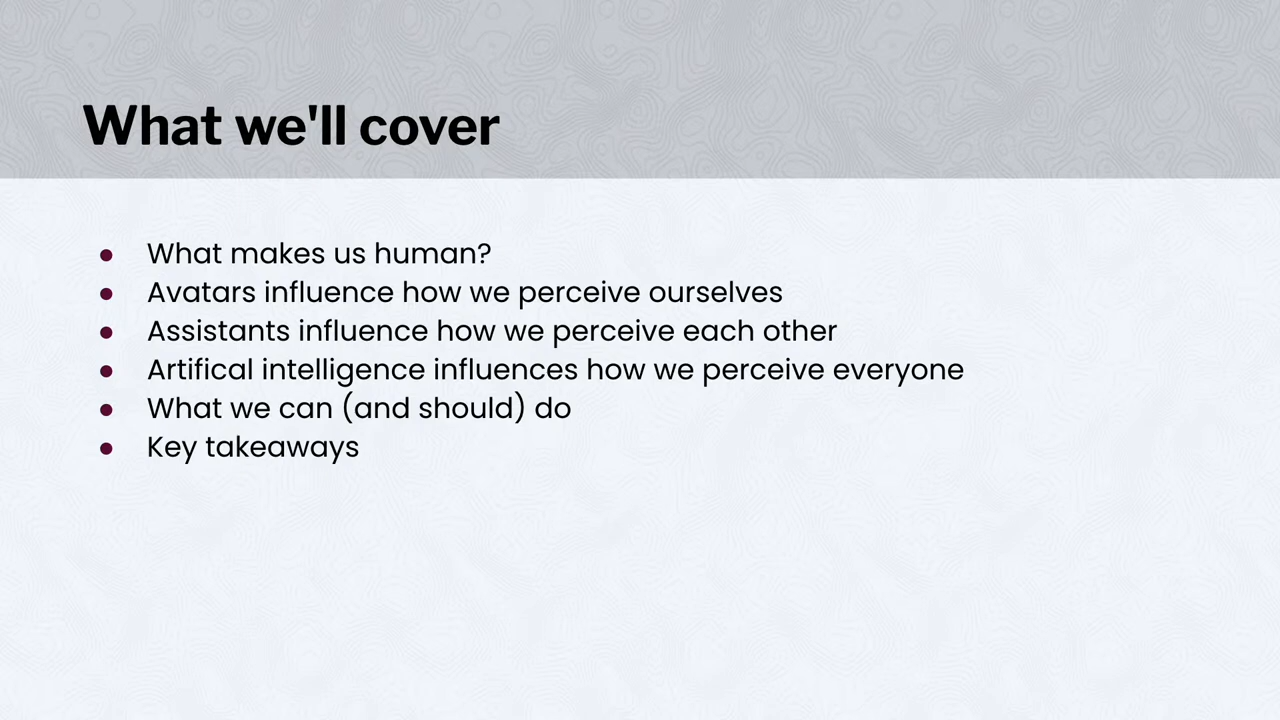 What we'll cover
● What makes us human?
● Avatars influence how we perceive ourselves
● Assistants influence how we perceive each other
● Artifical intelligence influences how we perceive everyone
● What we can (and should) do
● Key takeaways